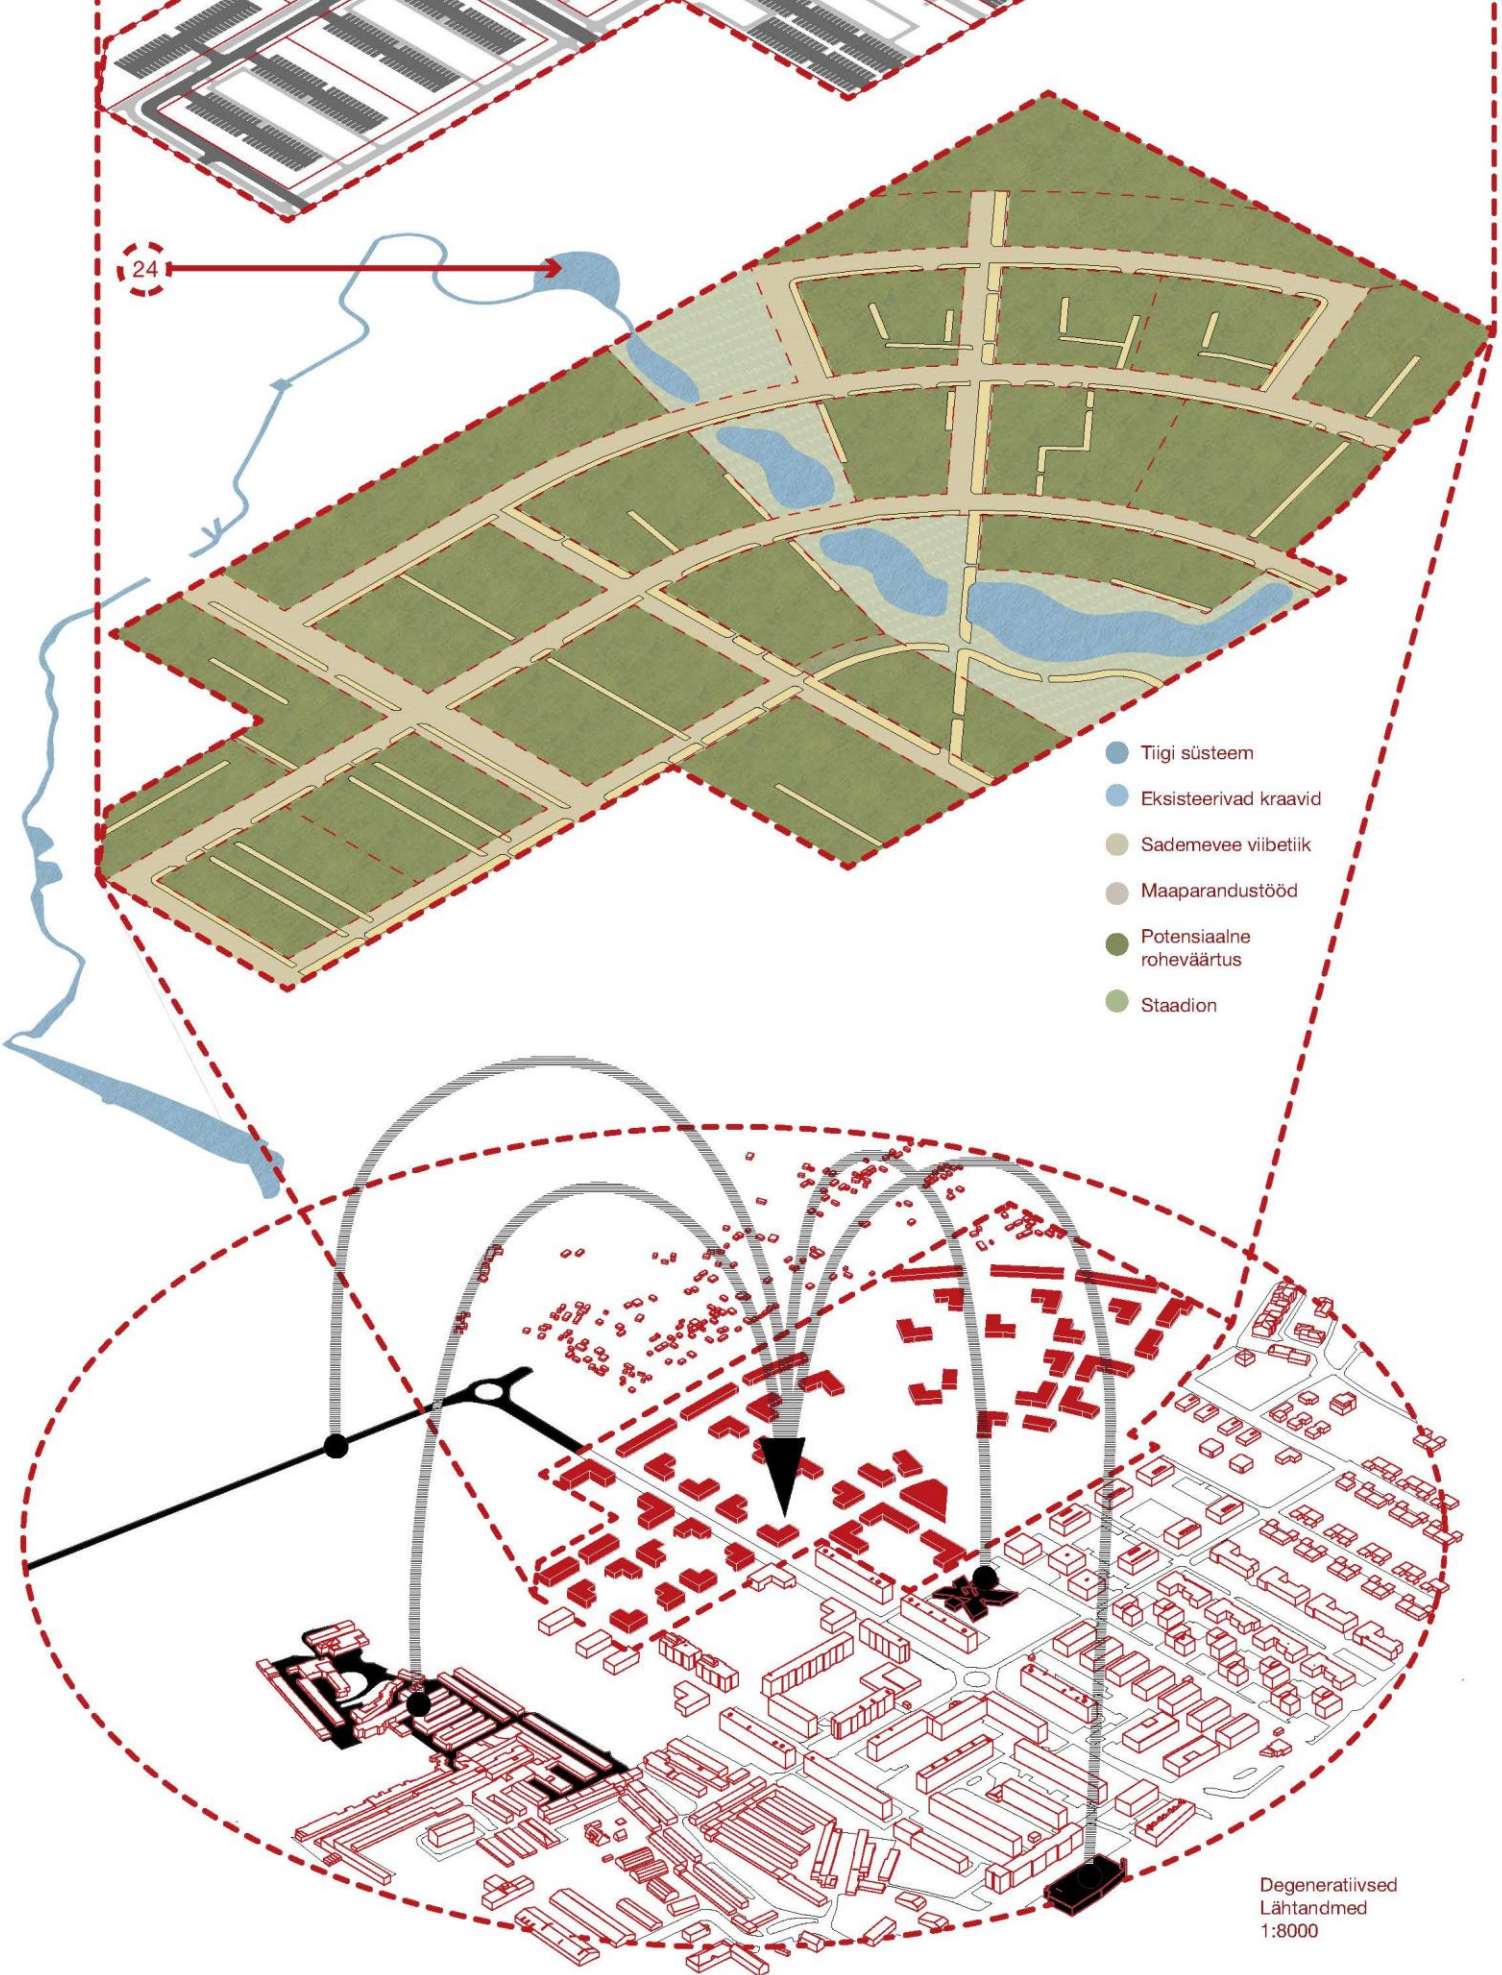 24
Tiigi süsteem
Eksisteerivad kraavid
Sademevee viibetiik
Maaparandustööd
Potensiaalne
roheväärtus
Staadion
Degeneratiivsed
Lähtandmed
1:8000